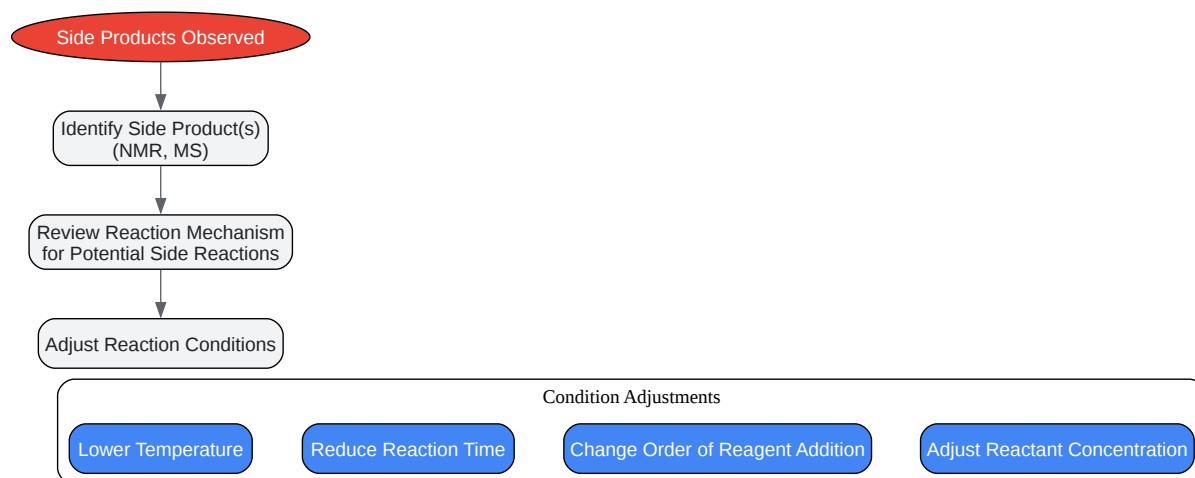 Side Products Observed
Identify Side Product(s)
(NMR, MS)
Review Reaction Mechanism
for Potential Side Reactions
Adjust Reaction Conditions
Condition Adjustments
Lower Temperature
Reduce Reaction Time
Change Order of Reagent Addition
Adjust Reactant Concentration